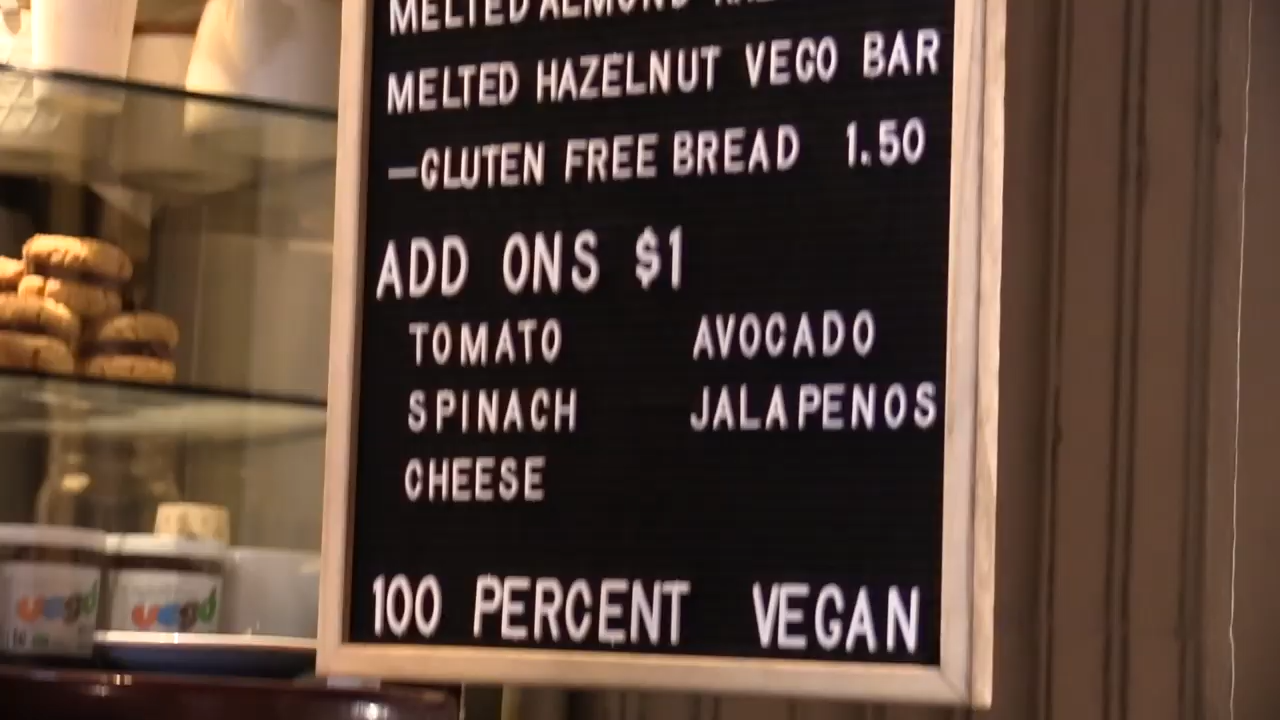 MELTED ALMOND
MELTED HAZELNUT VEGO BAR
—GLUTEN FREE BREAD 1.50
ADD ONS $1
TOMATO AVOCADO
SPINACH JALAPENOS
CHEESE
100 PERCENT VEGAN